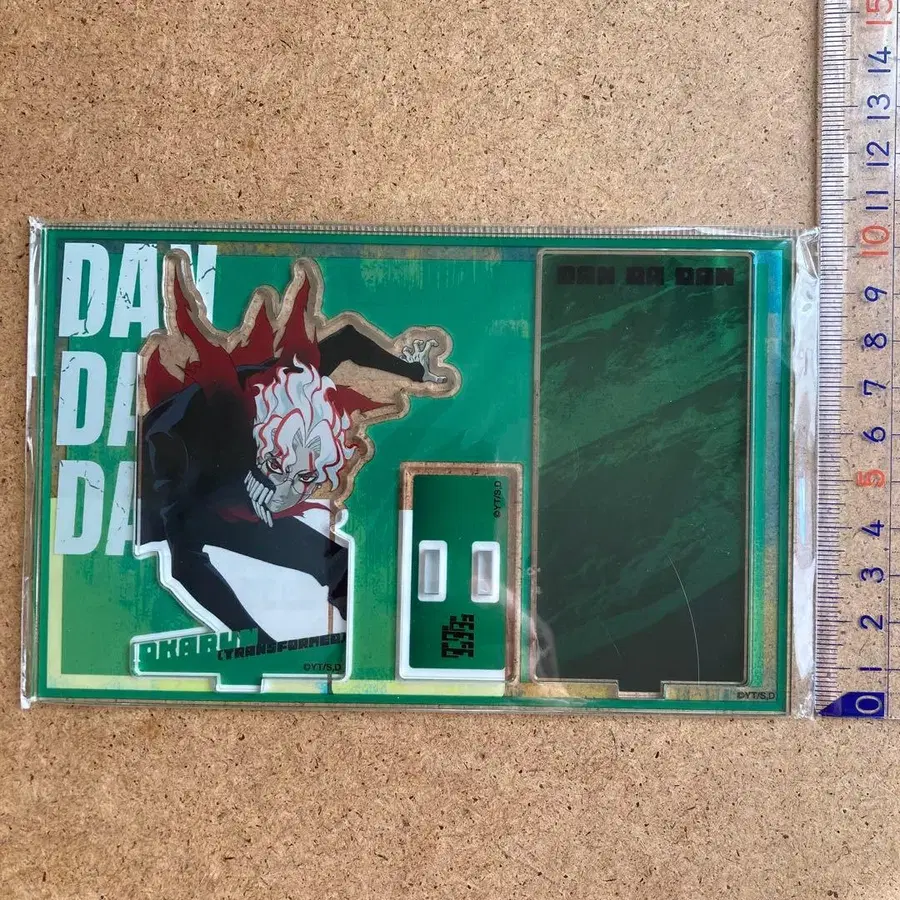 DAN
DA
DA
OKARUN
(TRANSFORMED)
©YT/S,D
©YT/S,D
DAN DA DAN
©YT/S,D
15
14
13
12
11
10
9
8
7
6
5
4
3
2
1
0